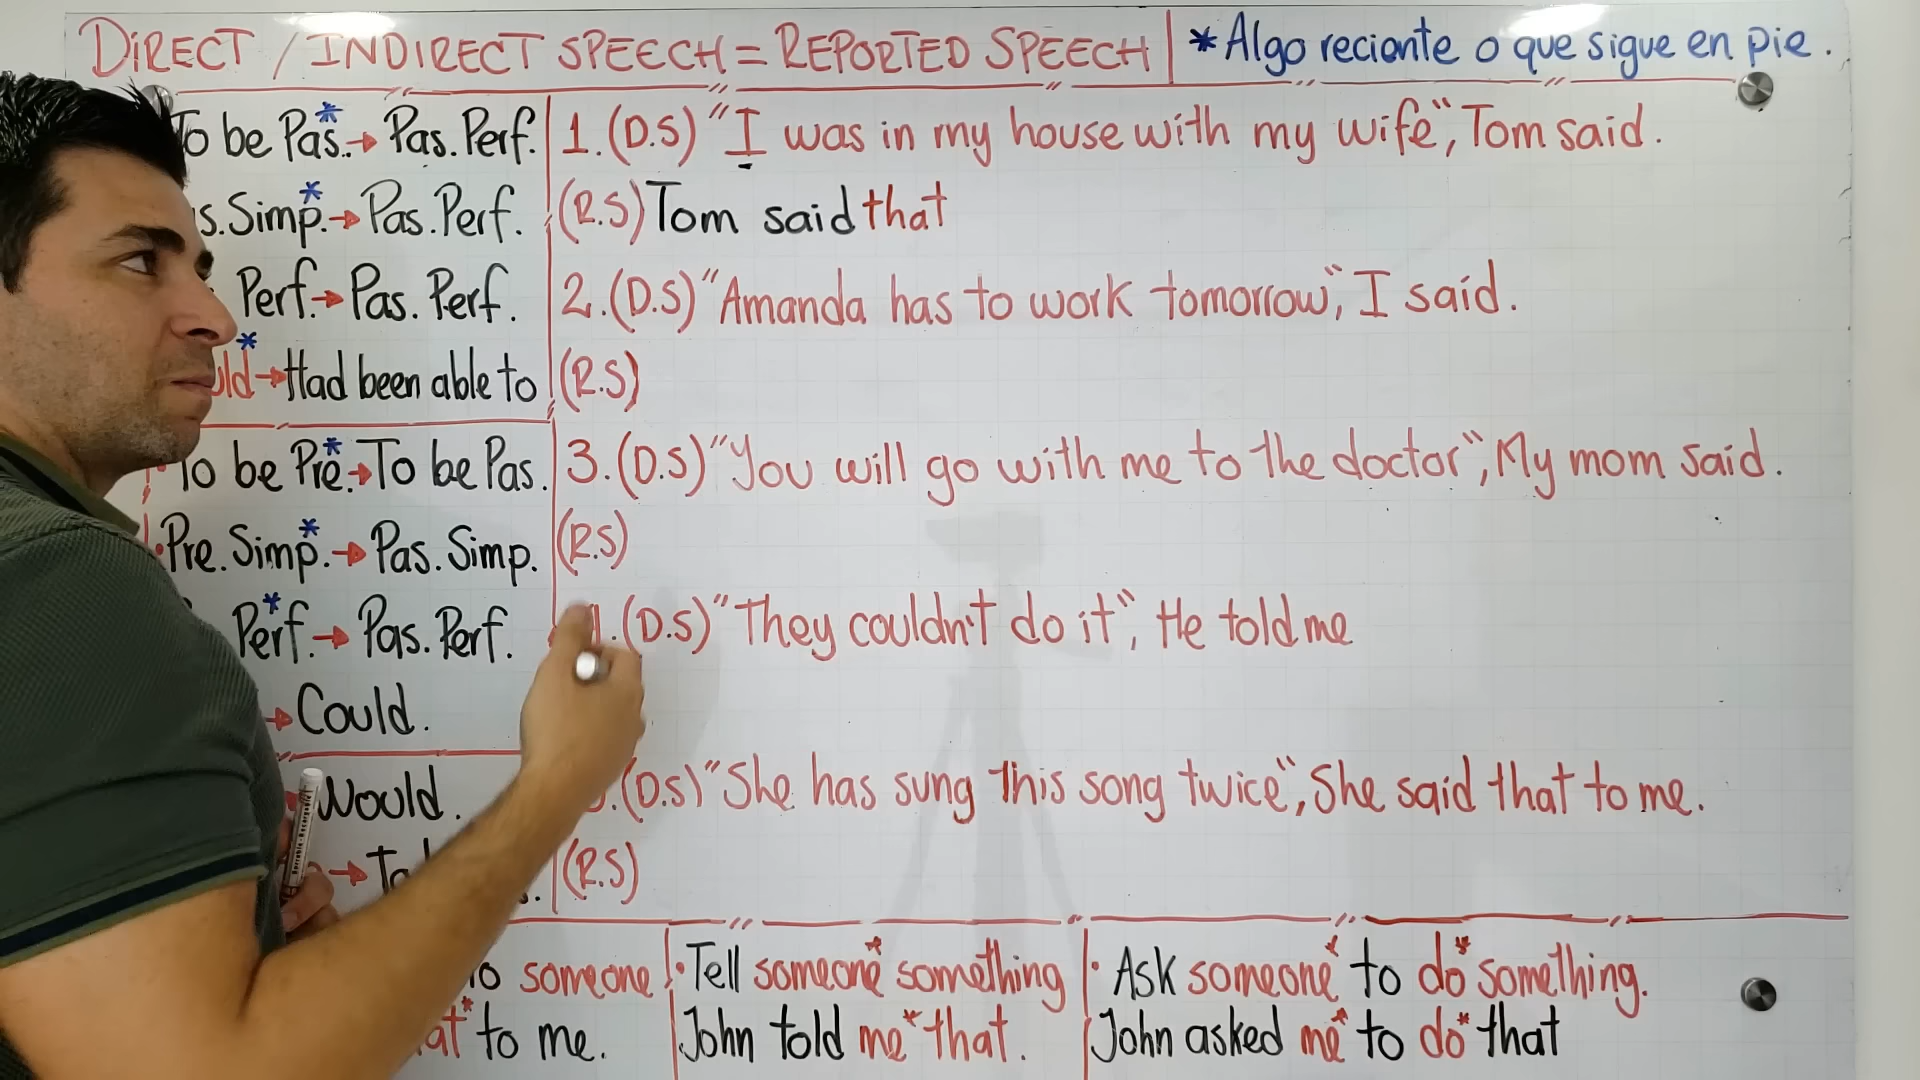 DIRECT / INDIRECT SPEECH = REPORTED SPEECH | *Algo reciente o que sigue en pie.
To be Pas.* → Pas. Perf.
s. Simp.* → Pas. Perf.
Perf. → Pas. Perf.
uld* → Had been able to
To be Pre.* → To be Pas.
• Pre. Simp.* → Pas. Simp.
Perf.* → Pas. Perf.
→ Could.
Would.
→
1. (D.S) "I was in my house with my wife", Tom said.
(R.S) Tom said that
2. (D.S) "Amanda has to work tomorrow", I said.
(R.S)
3. (D.S) "You will go with me to the doctor", My mom said.
(R.S)
(D.S) "They couldn't do it", He told me
(D.S) "She has sung this song twice", She said that to me.
(R.S)
someone
at* to me.
• Tell someone* something
John told me* that.
• Ask someone* to do* something.
John asked me* to do* that